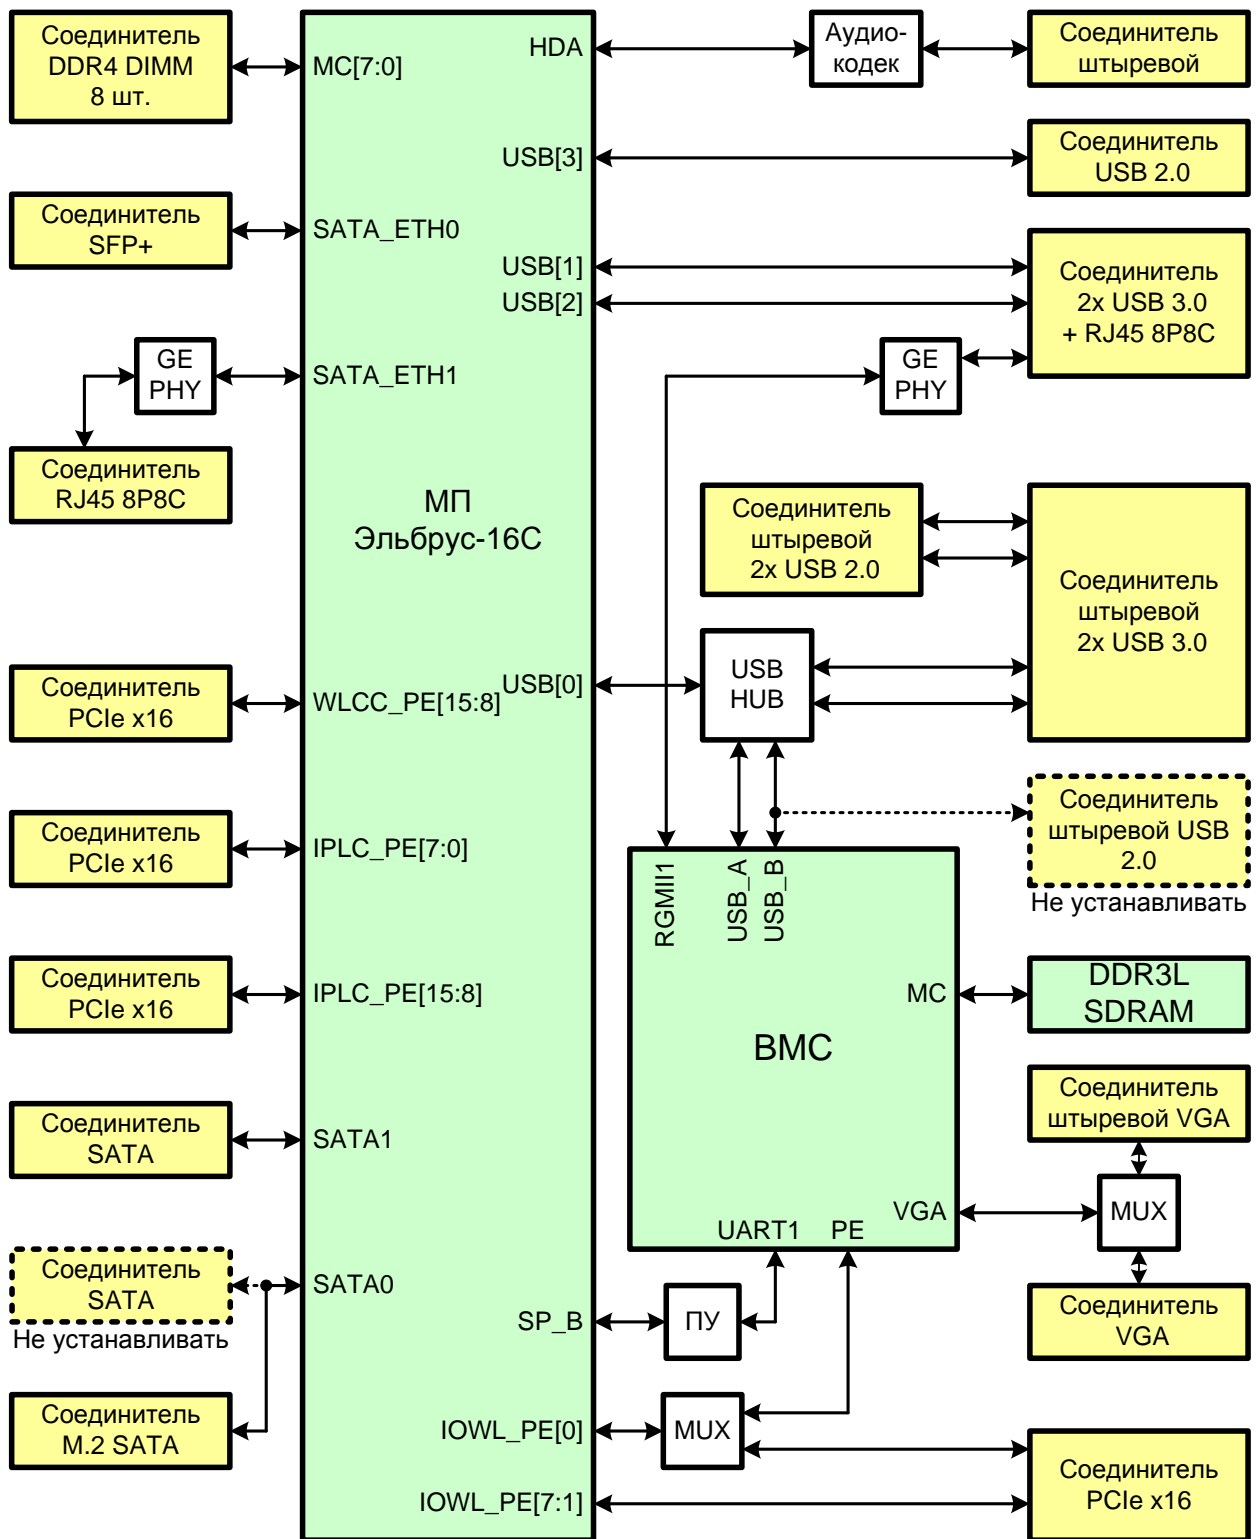 Соединитель
DDR4 DIMM
8 шт.
MC[7:0]
HDA
Аудио-
кодек
Соединитель
штыревой
USB[3]
Соединитель
USB 2.0
Соединитель
SFP+
SATA_ETH0
USB[1]
USB[2]
Соединитель
2x USB 3.0
+ RJ45 8P8C
GE
PHY
SATA_ETH1
GE
PHY
Соединитель
RJ45 8P8C
МП
Эльбрус-16С
Соединитель
штыревой
2x USB 2.0
Соединитель
штыревой
2x USB 3.0
Соединитель
PCIe x16
WLCC_PE[15:8]
USB[0]
USB
HUB
Соединитель
штыревой USB
2.0
Не устанавливать
Соединитель
PCIe x16
IPLC_PE[7:0]
RGMII1
USB_A
USB_B
Соединитель
PCIe x16
IPLC_PE[15:8]
MC
DDR3L
SDRAM
BMC
Соединитель
штыревой VGA
Соединитель
SATA
SATA1
VGA
MUX
UART1
PE
Соединитель
SATA
Не устанавливать
SATA0
SP_B
ПУ
Соединитель
VGA
Соединитель
M.2 SATA
IOWL_PE[0]
MUX
IOWL_PE[7:1]
Соединитель
PCIe x16